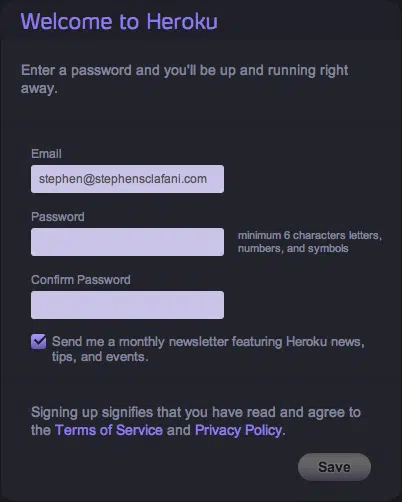 Welcome to Heroku
Enter a password and you'll be up and running right
away.
Email
stephen@stephensclafani.com
Password
minimum 6 characters letters,
numbers, and symbols
Confirm Password
Send me a monthly newsletter featuring Heroku news,
tips, and events.
Signing up signifies that you have read and agree to
the Terms of Service and Privacy Policy.
Save